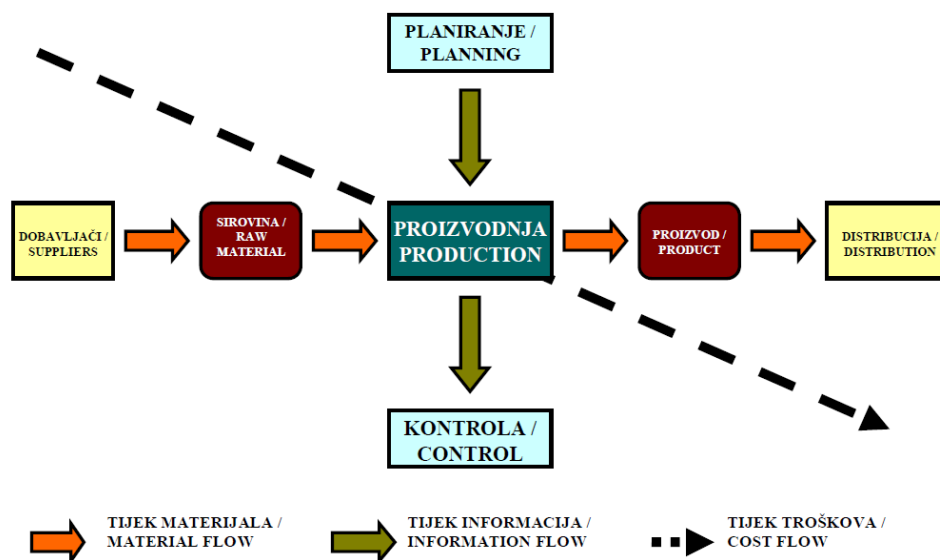 PLANIRANJE /
PLANNING
DOBAVLJAČI /
SUPPLIERS
SIROVINA /
RAW
MATERIAL
PROIZVODNJA
PRODUCTION
PROIZVOD /
PRODUCT
DISTRIBUCIJA /
DISTRIBUTION
KONTROLA /
CONTROL
TIJEK MATERIJALA /
MATERIAL FLOW
TIJEK INFORMACIJA /
INFORMATION FLOW
TIJEK TROŠKOVA /
COST FLOW